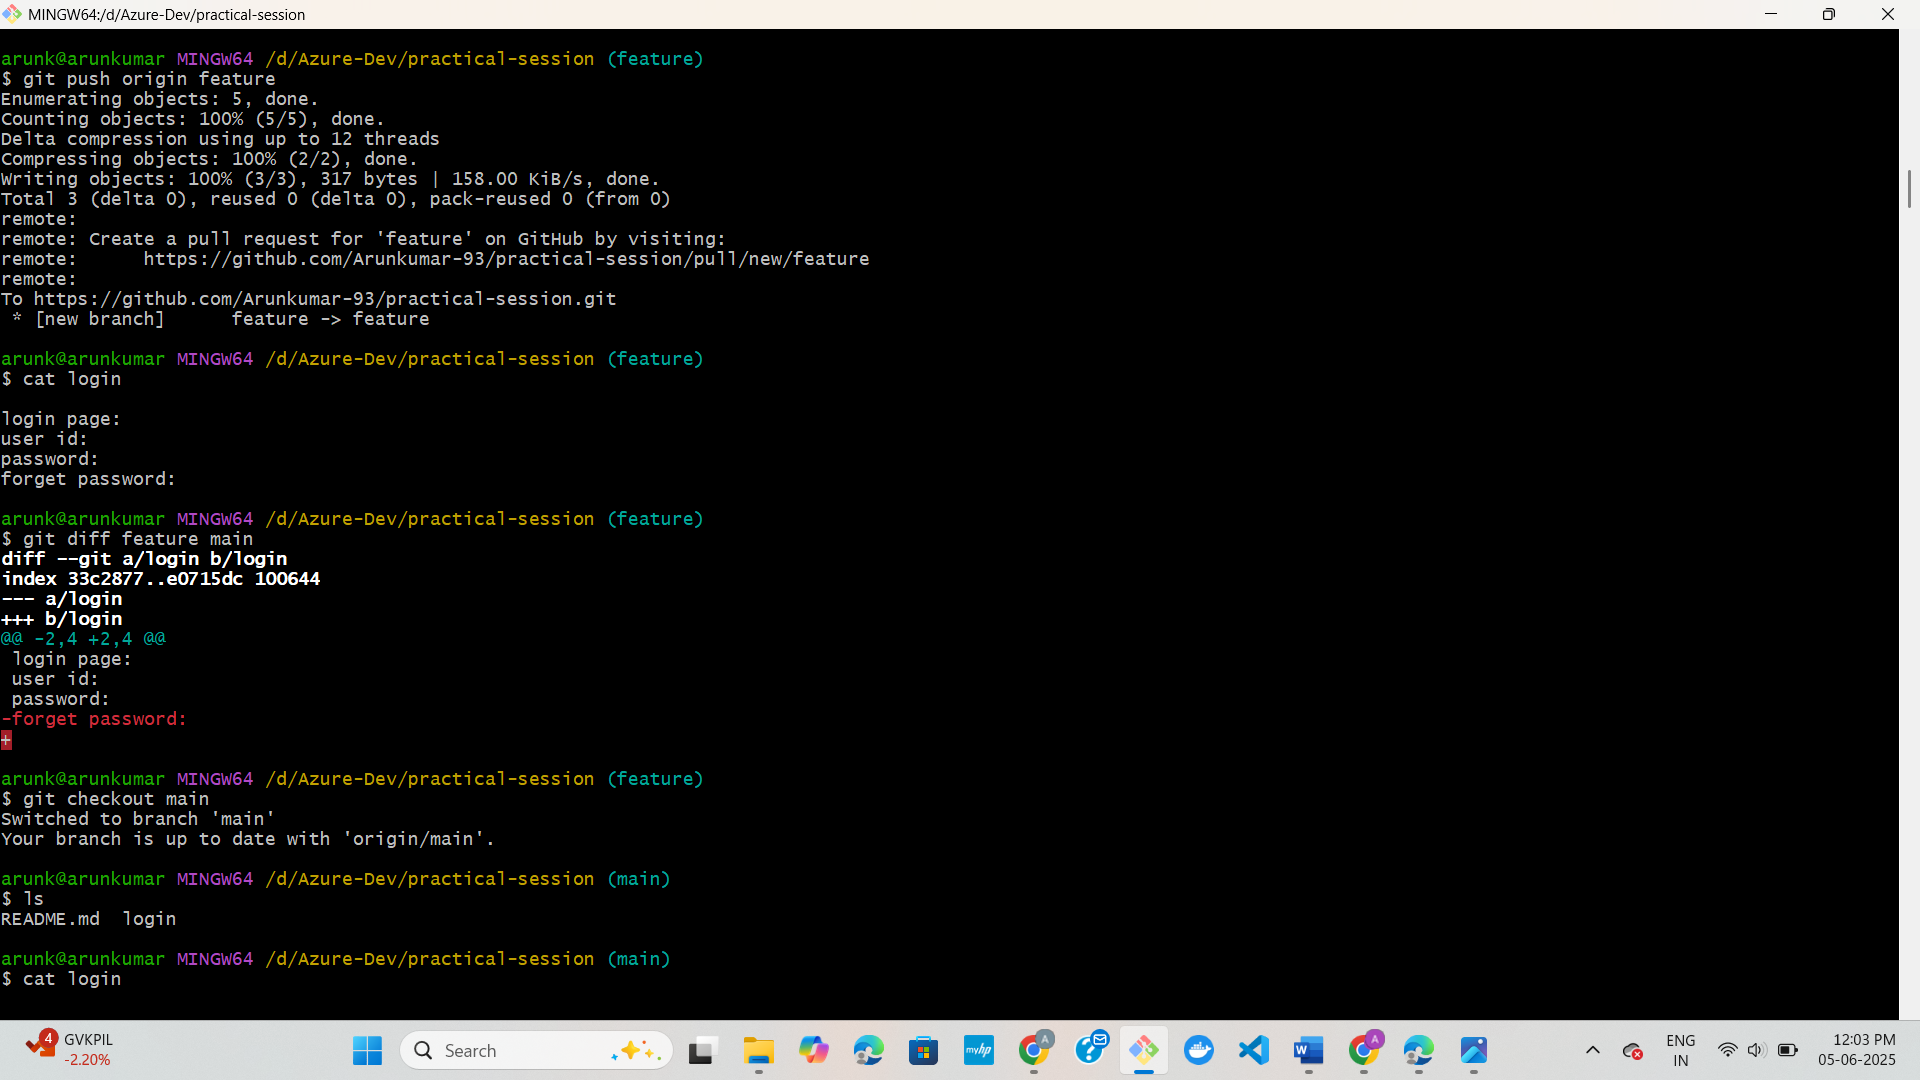 MINGW64:/d/Azure-Dev/practical-session
arunk@arunkumar MINGW64 /d/Azure-Dev/practical-session (feature)
$ git push origin feature
Enumerating objects: 5, done.
Counting objects: 100% (5/5), done.
Delta compression using up to 12 threads
Compressing objects: 100% (2/2), done.
Writing objects: 100% (3/3), 317 bytes | 158.00 KiB/s, done.
Total 3 (delta 0), reused 0 (delta 0), pack-reused 0 (from 0)
remote:
remote: Create a pull request for 'feature' on GitHub by visiting:
remote:      https://github.com/Arunkumar-93/practical-session/pull/new/feature
remote:
To https://github.com/Arunkumar-93/practical-session.git
 * [new branch]      feature -> feature
arunk@arunkumar MINGW64 /d/Azure-Dev/practical-session (feature)
$ cat login
login page:
user id:
password:
forget password:
arunk@arunkumar MINGW64 /d/Azure-Dev/practical-session (feature)
$ git diff feature main
diff --git a/login b/login
index 33c2877..e0715dc 100644
--- a/login
+++ b/login
@@ -2,4 +2,4 @@
 login page:
 user id:
 password:
-forget password:
+
arunk@arunkumar MINGW64 /d/Azure-Dev/practical-session (feature)
$ git checkout main
Switched to branch 'main'
Your branch is up to date with 'origin/main'.
arunk@arunkumar MINGW64 /d/Azure-Dev/practical-session (main)
$ ls
README.md  login
arunk@arunkumar MINGW64 /d/Azure-Dev/practical-session (main)
$ cat login
4
GVKPIL
-2.20%
Search
myhp
A
W
A
ENG
IN
12:03 PM
05-06-2025